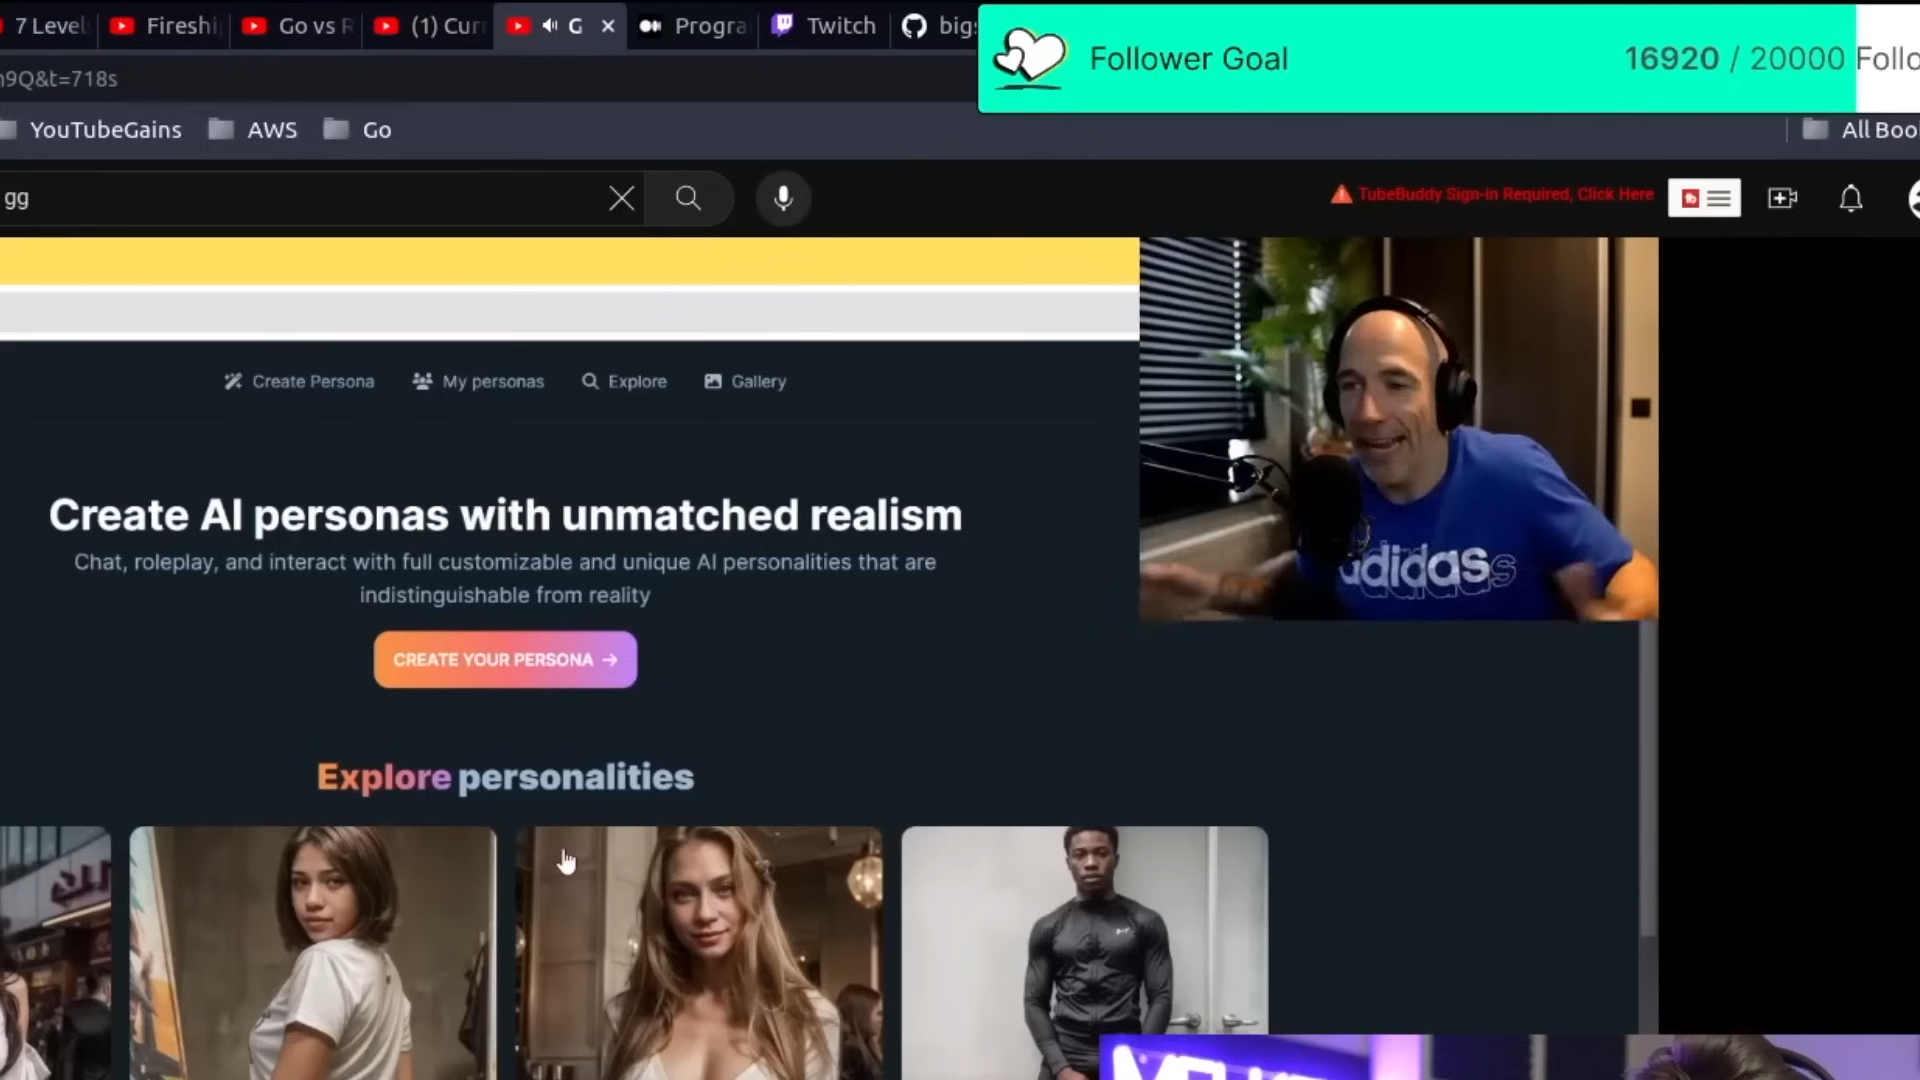 7 Level
Fireshi
Go vs R
(1) Curr
G
Progra
Twitch
big
Follower Goal
16920 / 20000 Follo
n9Q&t=718s
YouTubeGains
AWS
Go
All Boo
gg
TubeBuddy Sign-in Required, Click Here
Create Persona
My personas
Explore
Gallery
Create AI personas with unmatched realism
Chat, roleplay, and interact with full customizable and unique AI personalities that are
indistinguishable from reality
CREATE YOUR PERSONA →
adidas
Explore personalities